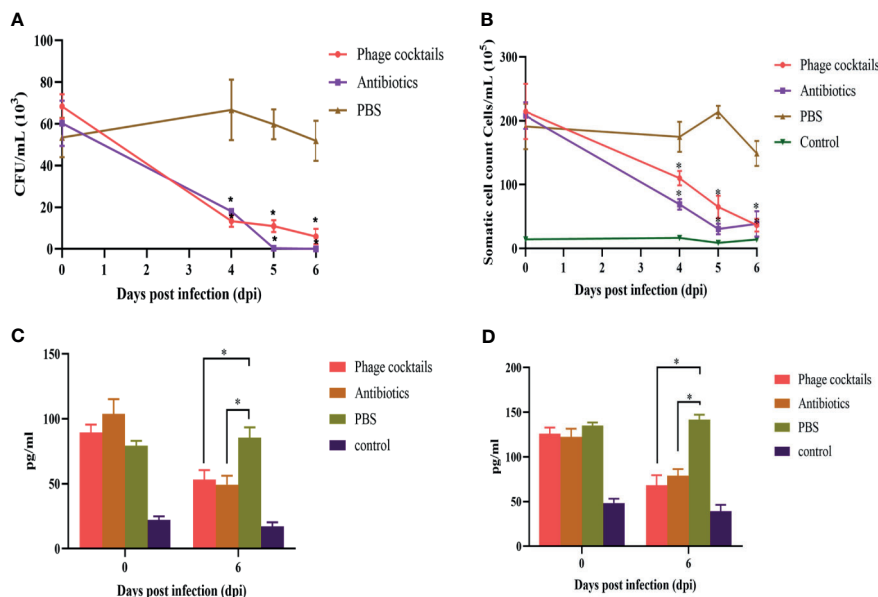 A
CFU/mL (10³)
100
80
60
40
20
0
0 1 2 3 4 5 6
Days post infection (dpi)
* * *
* * *
Phage cocktails
Antibiotics
PBS
B
Somatic cell count Cells/mL (10⁵)
300
200
100
0
0 1 2 3 4 5 6
Days post infection (dpi)
* * *
* * *
Phage cocktails
Antibiotics
PBS
Control
C
pg/ml
150
100
50
0
0 6
Days post infection (dpi)
*
*
Phage cocktails
Antibiotics
PBS
control
D
pg/ml
200
150
100
50
0
0 6
Days post infection (dpi)
*
*
Phage cocktails
Antibiotics
PBS
control